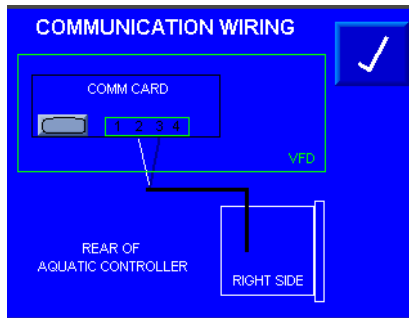 COMMUNICATION WIRING
COMM CARD
1 2 3 4
VFD
REAR OF
AQUATIC CONTROLLER
RIGHT SIDE